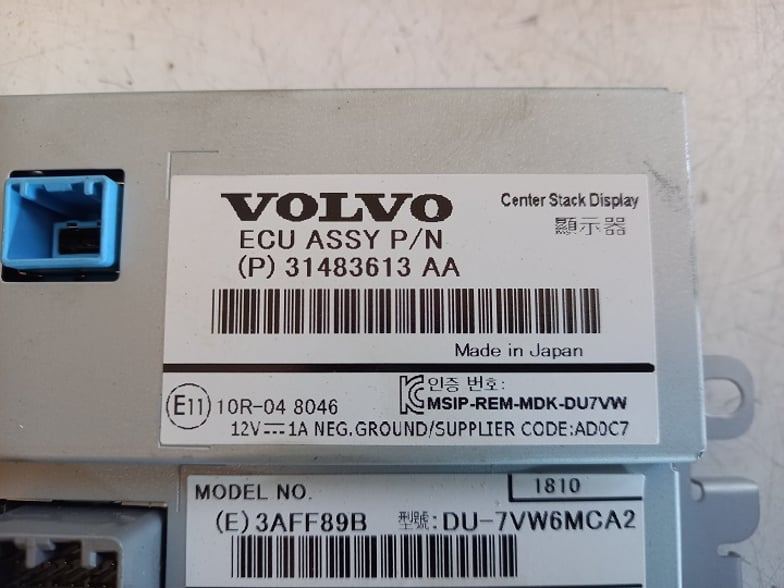 VOLVO
Center Stack Display
ECU ASSY P/N
顯示器
(P) 31483613 AA
Made in Japan
E11 10R-04 8046
인증 번호:
MSIP-REM-MDK-DU7VW
12V⎓1A NEG.GROUND/SUPPLIER CODE:AD0C7
MODEL NO.
1810
(E)3AFF89B 型號:DU-7VW6MCA2